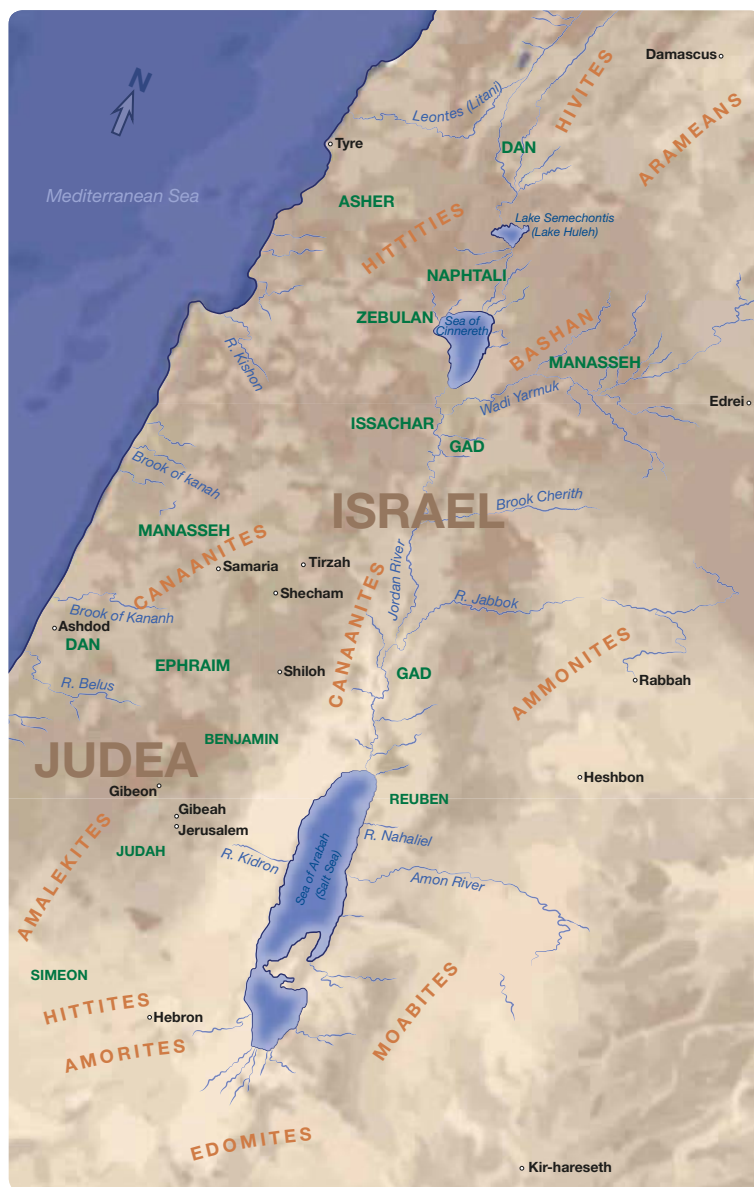 Damascus
N
HIVITES
Leontes (Litani)
ARAMEANS
Tyre
DAN
Mediterranean Sea
ASHER
HITTITIES
Lake Semechontis
(Lake Huleh)
NAPHTALI
ZEBULAN
Sea of
Cinnereth
BASHAN
R. Kishon
MANASSEH
Wadi Yarmuk
Edrei
ISSACHAR
GAD
Brook of kanah
ISRAEL
Brook Cherith
MANASSEH
CANAANITES
Samaria
Tirzah
Jordan River
Shecham
R. Jabbok
Brook of Kananh
Ashdod
DAN
CANAANITES
EPHRAIM
Shiloh
GAD
AMMONITES
Rabbah
R. Belus
BENJAMIN
JUDEA
Heshbon
Gibeon
REUBEN
Gibeah
Jerusalem
R. Nahaliel
JUDAH
R. Kidron
Sea of Arabah
(Salt Sea)
Amon River
AMALEKITES
SIMEON
HITTITES
Hebron
MOABITES
AMORITES
EDOMITES
Kir-hareseth